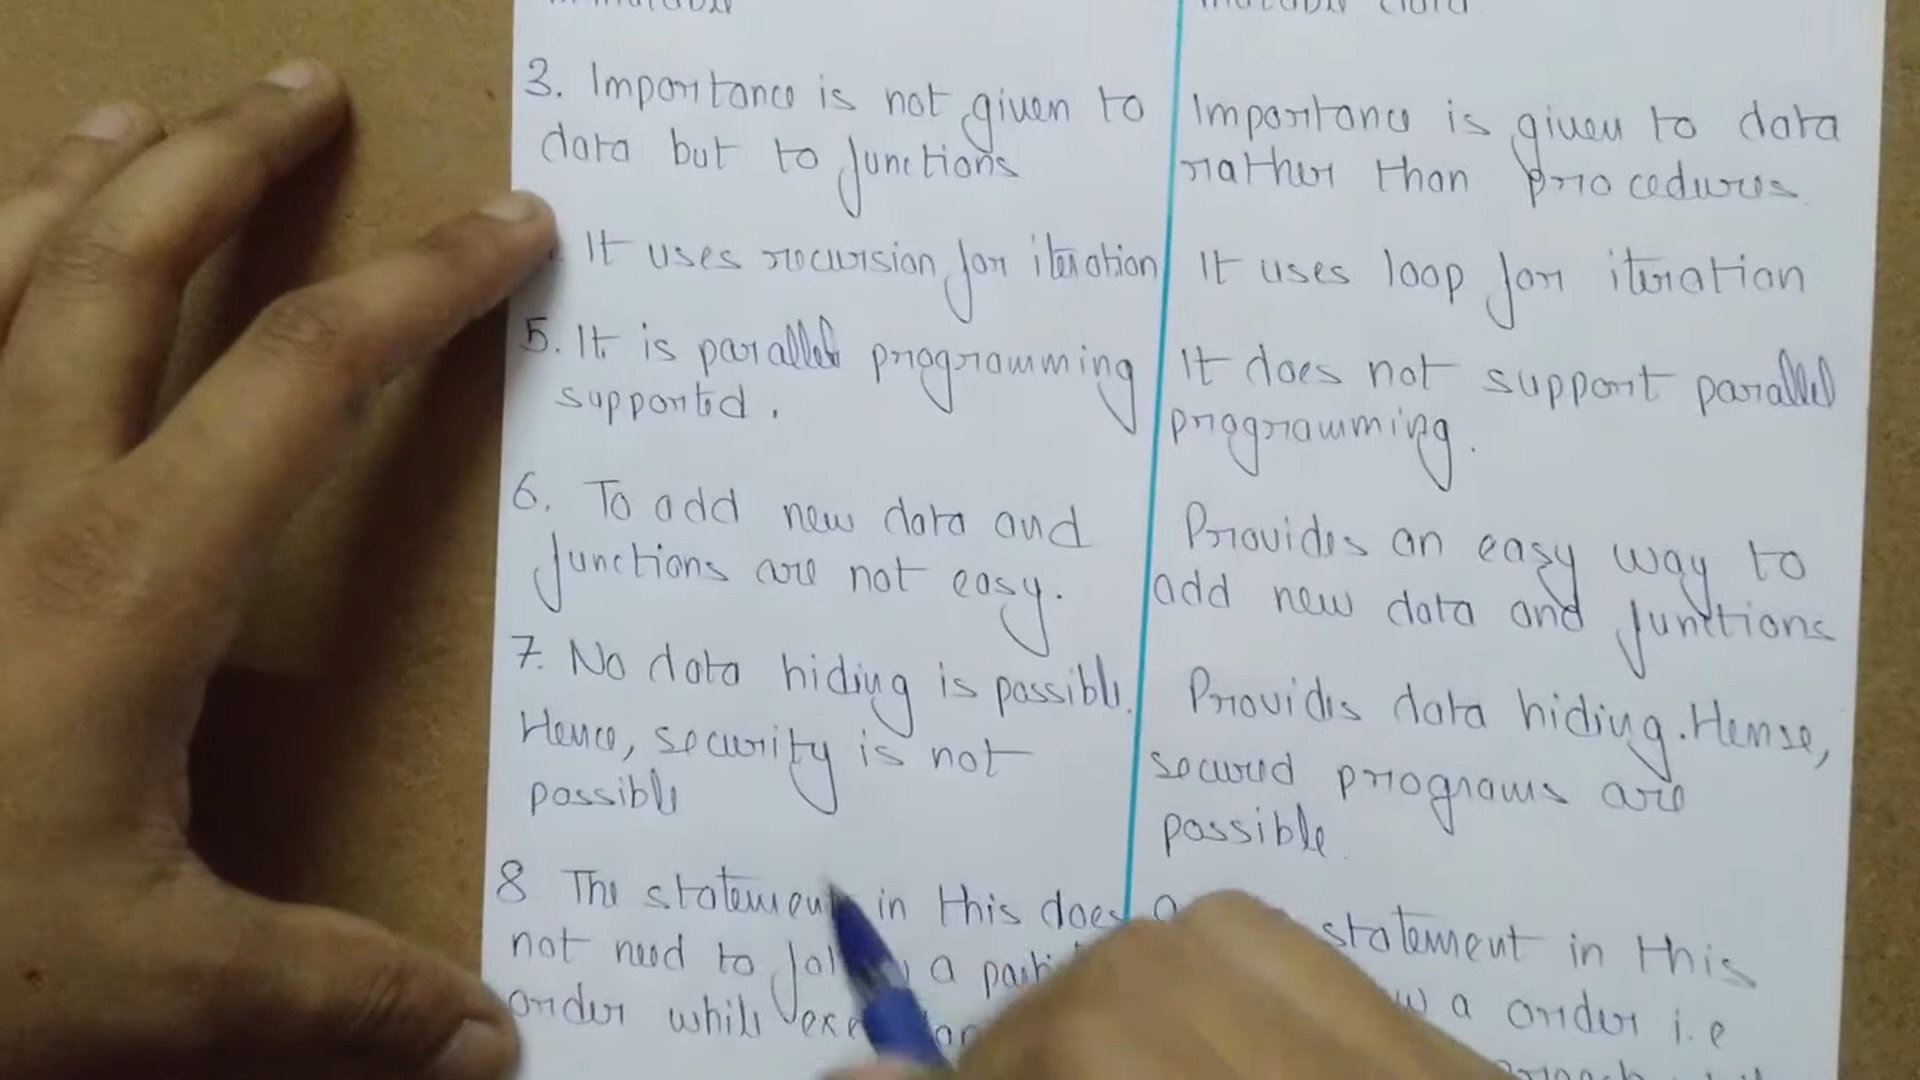 3. Importance is not given to
data but to functions
Importance is given to data
rather than procedures.
It uses recursion for iteration
It uses loop for iteration
5. It is parallel programming
supported.
It does not support parallel
programming.
6. To add new data and
functions are not easy.
Provides an easy way to
add new data and funttions
7. No data hiding is possible.
Hence, security is not
possible
Provides data hiding. Hense,
secured programs are
possible.
8 The statement in this does
not need to a
order while
statement in this
a order i.e